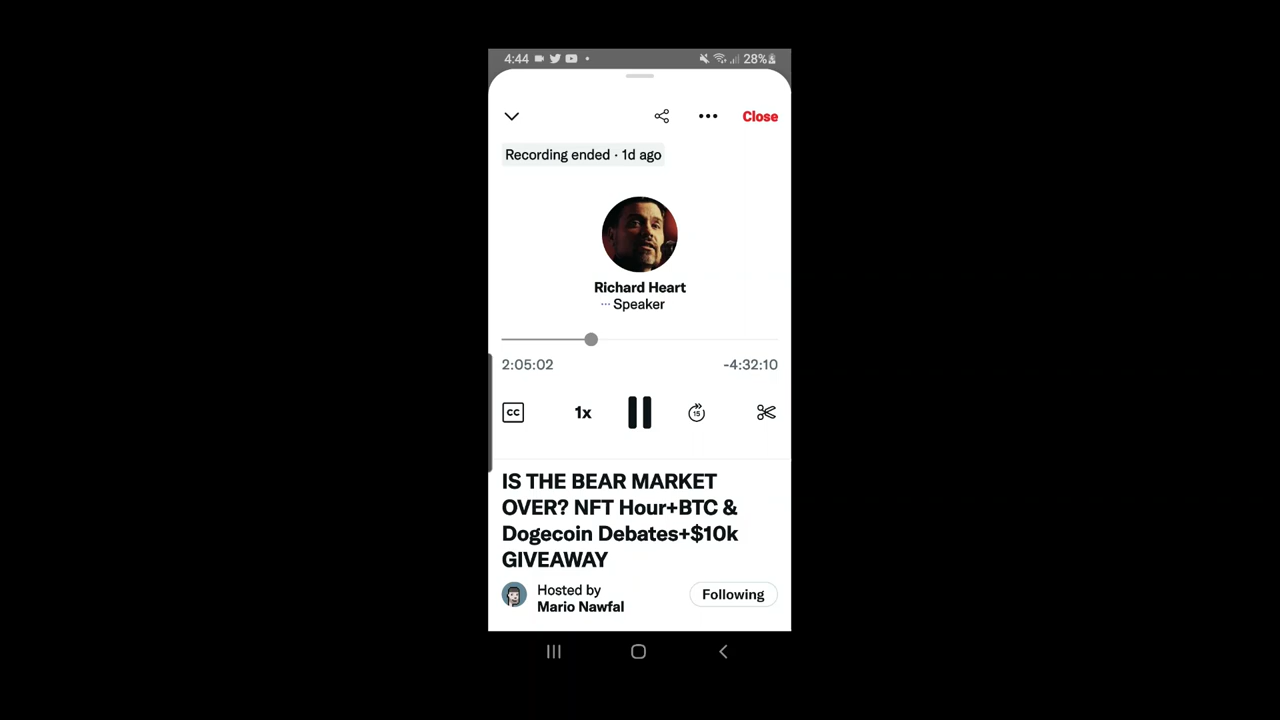 4:44 28%
Close
Recording ended · 1d ago
Richard Heart
Speaker
2:05:02 -4:32:10
CC 1x 15
IS THE BEAR MARKET
OVER? NFT Hour+BTC &
Dogecoin Debates+$10k
GIVEAWAY
Hosted by
Mario Nawfal
Following